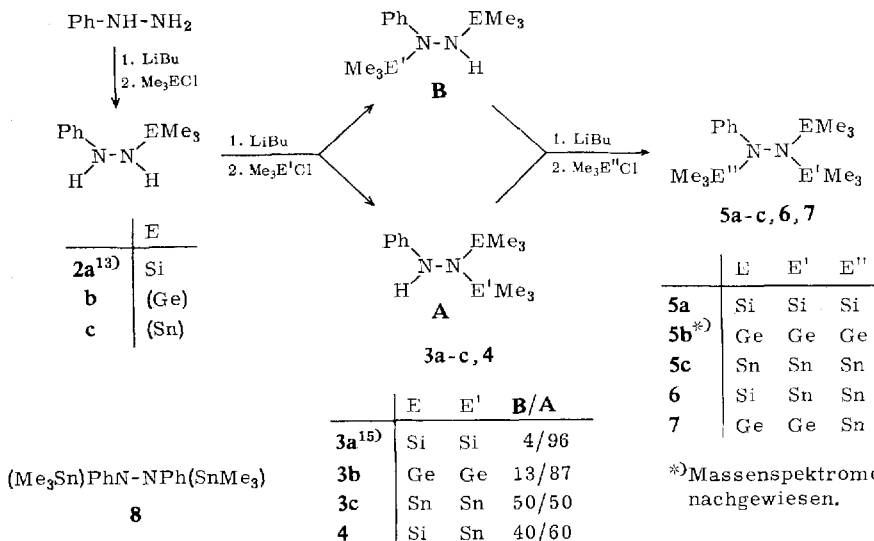 Ph-NH-NH₂
1. LiBu
2. Me₃ECl
Ph EMe₃
N-N
H H
1. LiBu
2. Me₃E'Cl
Ph EMe₃
N-N
Me₃E' H
B
Ph EMe₃
N-N
H E'Me₃
A
3a-c, 4
1. LiBu
2. Me₃E''Cl
Ph EMe₃
N-N
Me₃E'' E'Me₃
5a-c, 6, 7
E
2a¹³⁾ Si
b (Ge)
c (Sn)
E E' B/A
3a¹⁵⁾ Si Si 4/96
3b Ge Ge 13/87
3c Sn Sn 50/50
4 Si Sn 40/60
E E' E''
5a Si Si Si
5b*⁾ Ge Ge Ge
5c Sn Sn Sn
6 Si Sn Sn
7 Ge Ge Sn
*⁾Massenspektrome
nachgewiesen.
(Me₃Sn)PhN-NPh(SnMe₃)
8